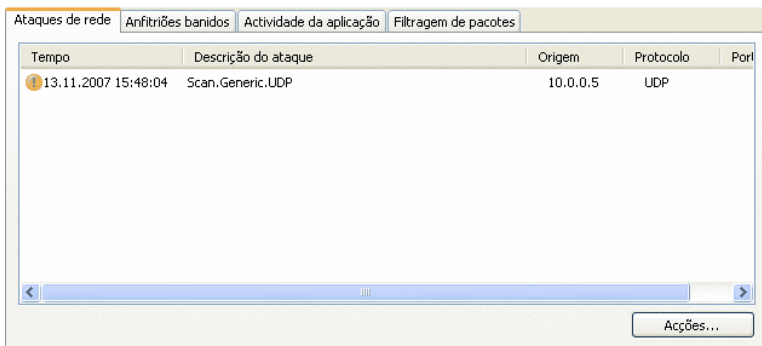 Ataques de rede Anfitriões banidos Actividade da aplicação Filtragem de pacotes
Tempo Descrição do ataque Origem Protocolo Port
13.11.2007 15:48:04 Scan.Generic.UDP 10.0.0.5 UDP
Acções...